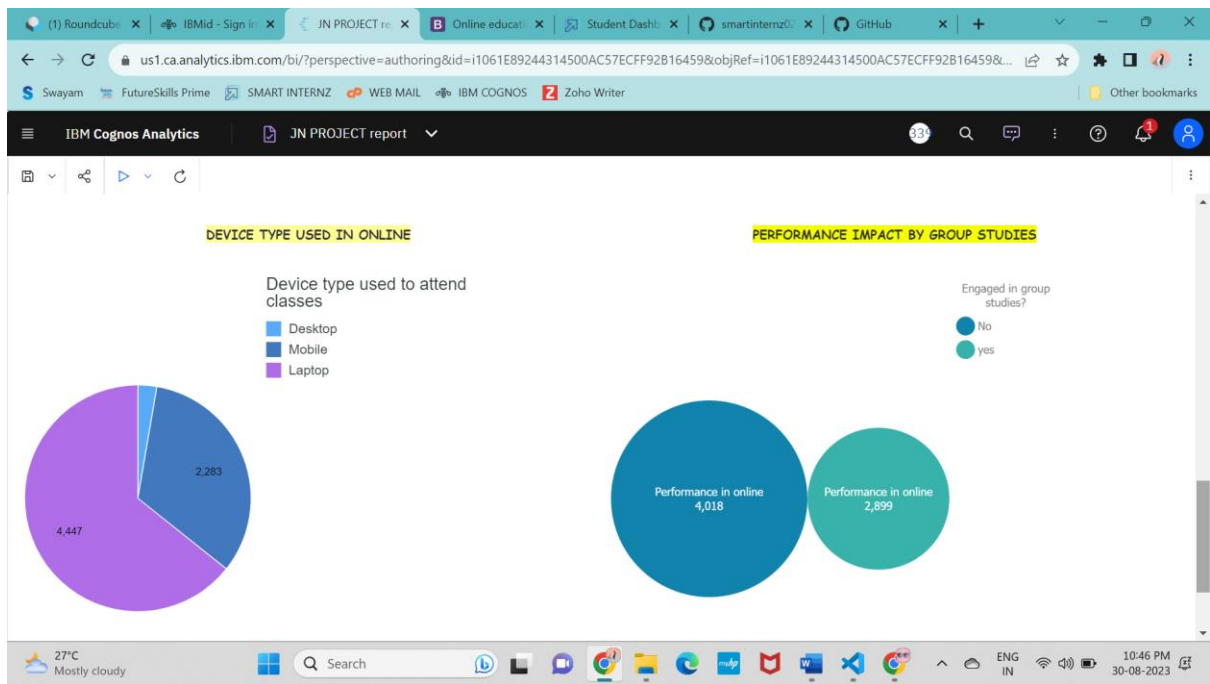 (1) Roundcube
IBMid - Sign in
JN PROJECT re
Online educati
Student Dashb
smartinternz02
GitHub
us1.ca.analytics.ibm.com/bi/?perspective=authoring&id=i1061E89244314500AC57ECFF92B16459&objRef=i1061E89244314500AC57ECFF92B16459&...
Swayam
FutureSkills Prime
SMART INTERNZ
WEB MAIL
IBM COGNOS
Zoho Writer
Other bookmarks
IBM Cognos Analytics
JN PROJECT report
1
DEVICE TYPE USED IN ONLINE
PERFORMANCE IMPACT BY GROUP STUDIES
Device type used to attend
classes
Desktop
Mobile
Laptop
Engaged in group
studies?
No
yes
2,283
4,447
Performance in online
4,018
Performance in online
2,899
27°C
Mostly cloudy
Search
ENG
IN
10:46 PM
30-08-2023